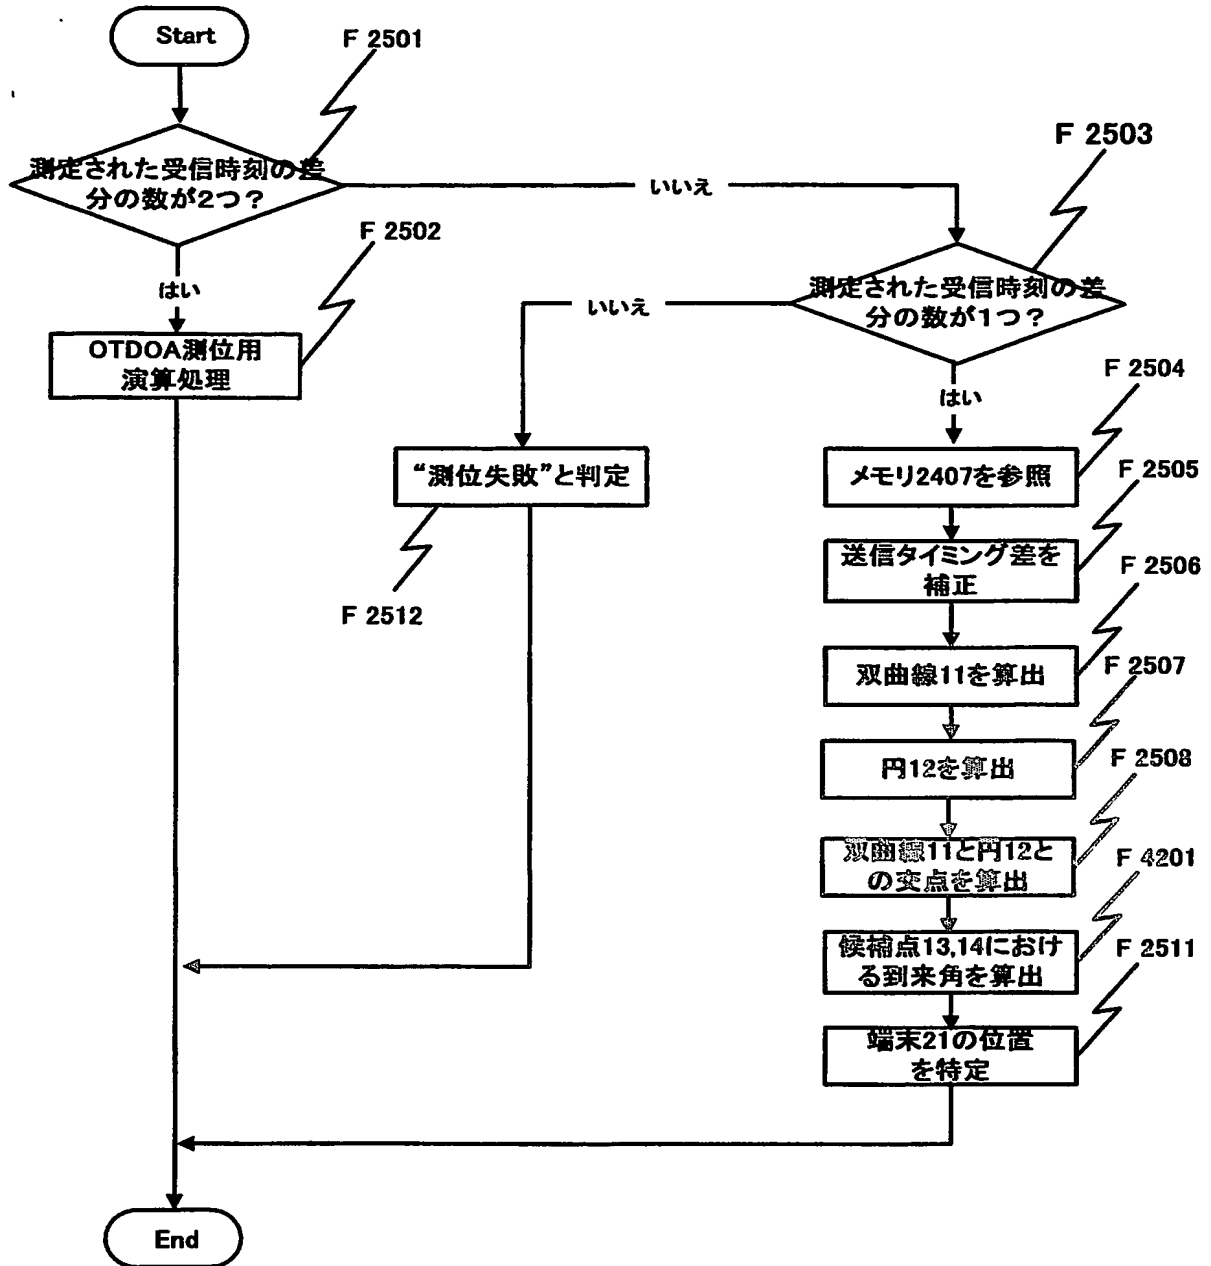 Start
F 2501
測定された受信時刻の差
分の数が2つ？
いいえ
F 2503
F 2502
はい
測定された受信時刻の差
分の数が1つ？
いいえ
OTDOA測位用
演算処理
はい
F 2504
“測位失敗”と判定
メモリ2407を参照
F 2505
送信タイミング差を
補正
F 2506
F 2512
双曲線11を算出
F 2507
円12を算出
F 2508
双曲線11と円12と
の交点を算出
F 4201
候補点13,14におけ
る到来角を算出
F 2511
端末21の位置
を特定
End